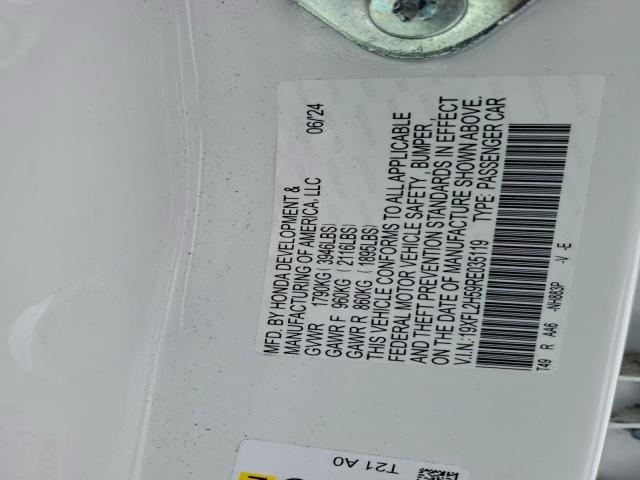 MFD. BY HONDA DEVELOPMENT &
MANUFACTURING OF AMERICA, LLC 06/24
GVWR 1790KG(3946LBS)
GAWR F 960KG (2116LBS)
GAWR R 860KG (1895LBS)
THIS VEHICLE CONFORMS TO ALL APPLICABLE
FEDERAL MOTOR VEHICLE SAFETY, BUMPER,
AND THEFT PREVENTION STANDARDS IN EFFECT
ON THE DATE OF MANUFACTURE SHOWN ABOVE.
V.I.N.:19XFL2H59RE035119 TYPE: PASSENGER CAR
T49 R AA6 -NH883P -V -E
T21 A0